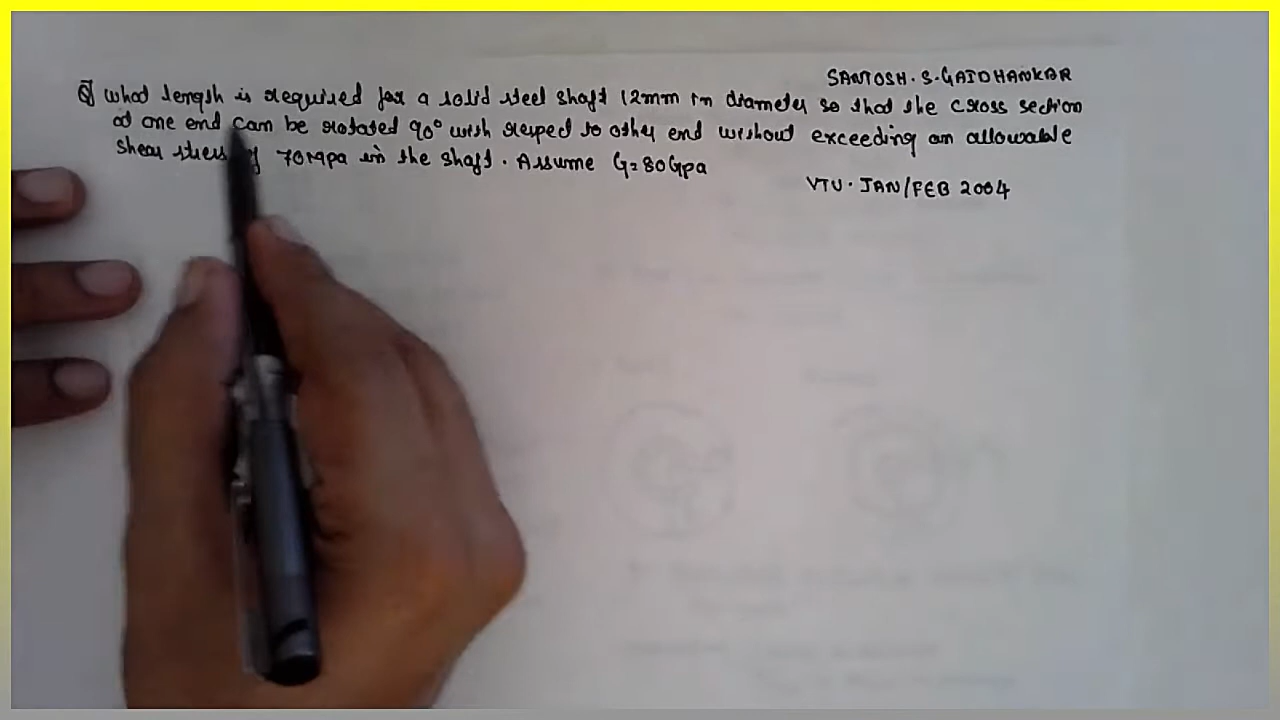 SANTOSH.S.GAIDHANKAR
Q] What length is required for a solid steel shaft 12mm in diameter so that the cross section
at one end can be rotated 90° with respect to other end without exceeding an allowable
shear stress of 70Mpa in the shaft. Assume G=80Gpa
VTU. JAN/FEB 2004